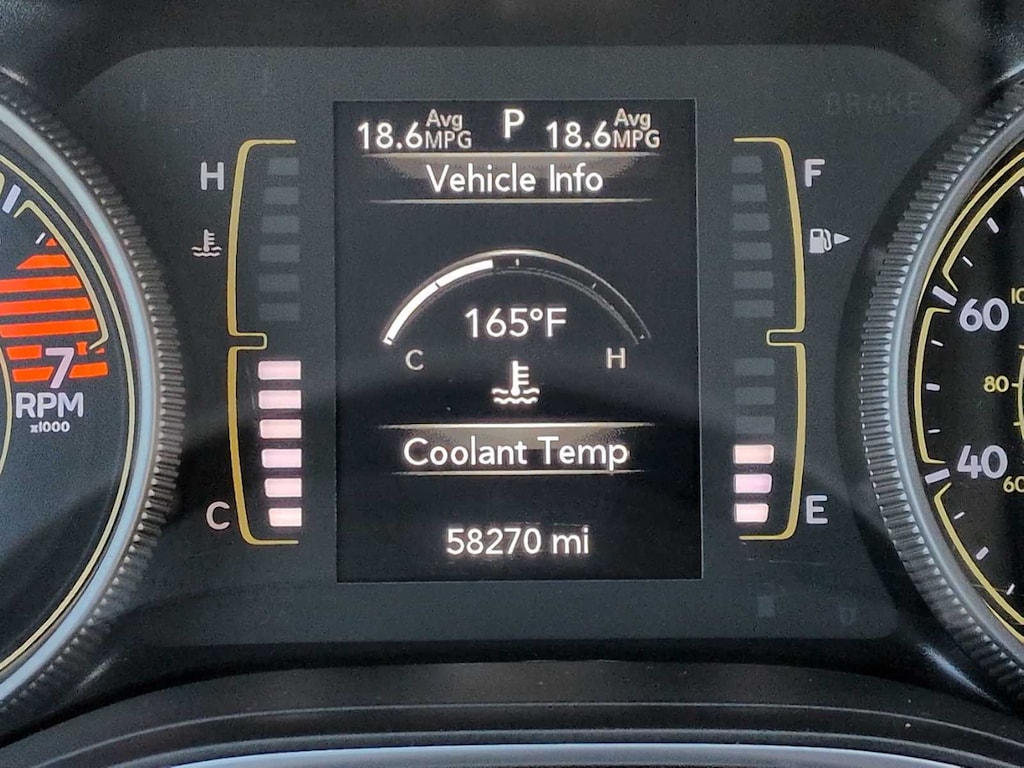 BRAKE
18.6 Avg MPG P 18.6 Avg MPG
Vehicle Info
H
F
165°F
C H
Coolant Temp
C
E
58270 mi
7
RPM
x1000
60
80
40
60